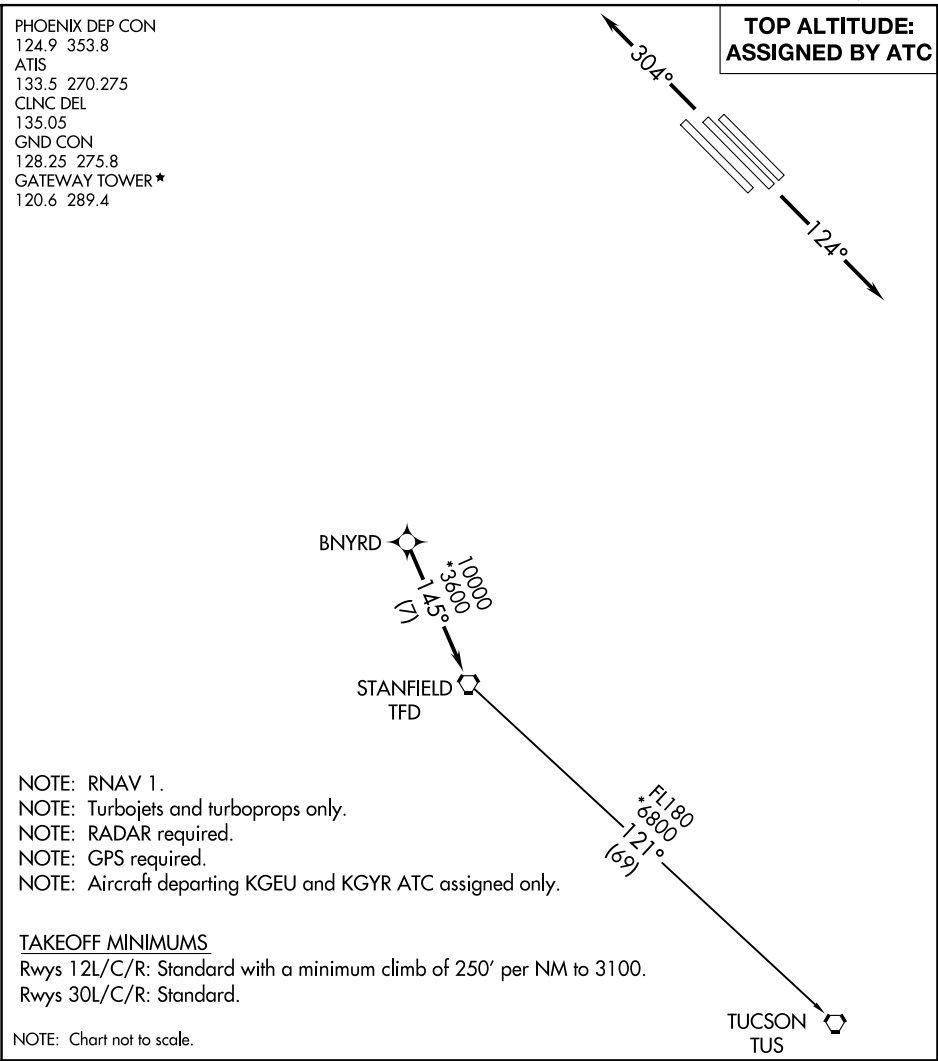 PHOENIX DEP CON
124.9 353.8
ATIS
133.5 270.275
CLNC DEL
135.05
GND CON
128.25 275.8
GATEWAY TOWER★
120.6 289.4
TOP ALTITUDE:
ASSIGNED BY ATC
304°
124°
BNYRD
10000
*3600
145°
(7)
STANFIELD
TFD
FL180
*6800
121°
(69)
NOTE: RNAV 1.
NOTE: Turbojets and turboprops only.
NOTE: RADAR required.
NOTE: GPS required.
NOTE: Aircraft departing KGEU and KGYR ATC assigned only.
TAKEOFF MINIMUMS
Rwys 12L/C/R: Standard with a minimum climb of 250' per NM to 3100.
Rwys 30L/C/R: Standard.
NOTE: Chart not to scale.
TUCSON
TUS